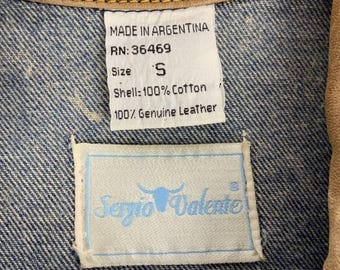 MADE IN ARGENTINA
RN: 36469
Size S
Shell: 100% Cotton
100% Genuine Leather
Sergio Valente ®